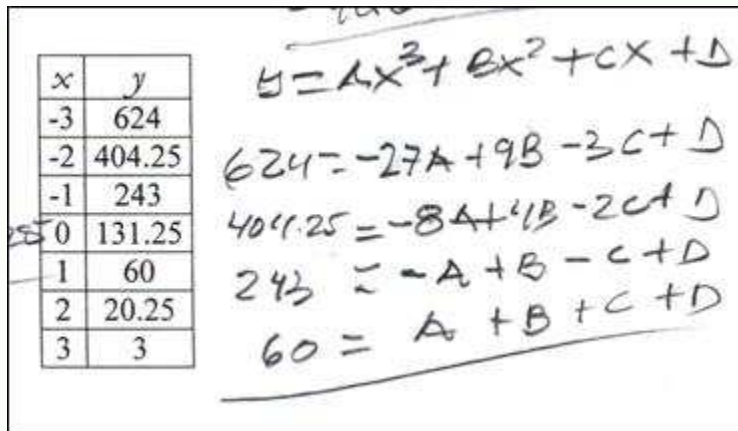 y = Ax³ + Bx² + Cx + D
x y
-3 624
-2 404.25
-1 243
0 131.25
1 60
2 20.25
3 3
624 = -27A + 9B - 3C + D
404.25 = -8A + 4B - 2C + D
243 = -A + B - C + D
60 = A + B + C + D